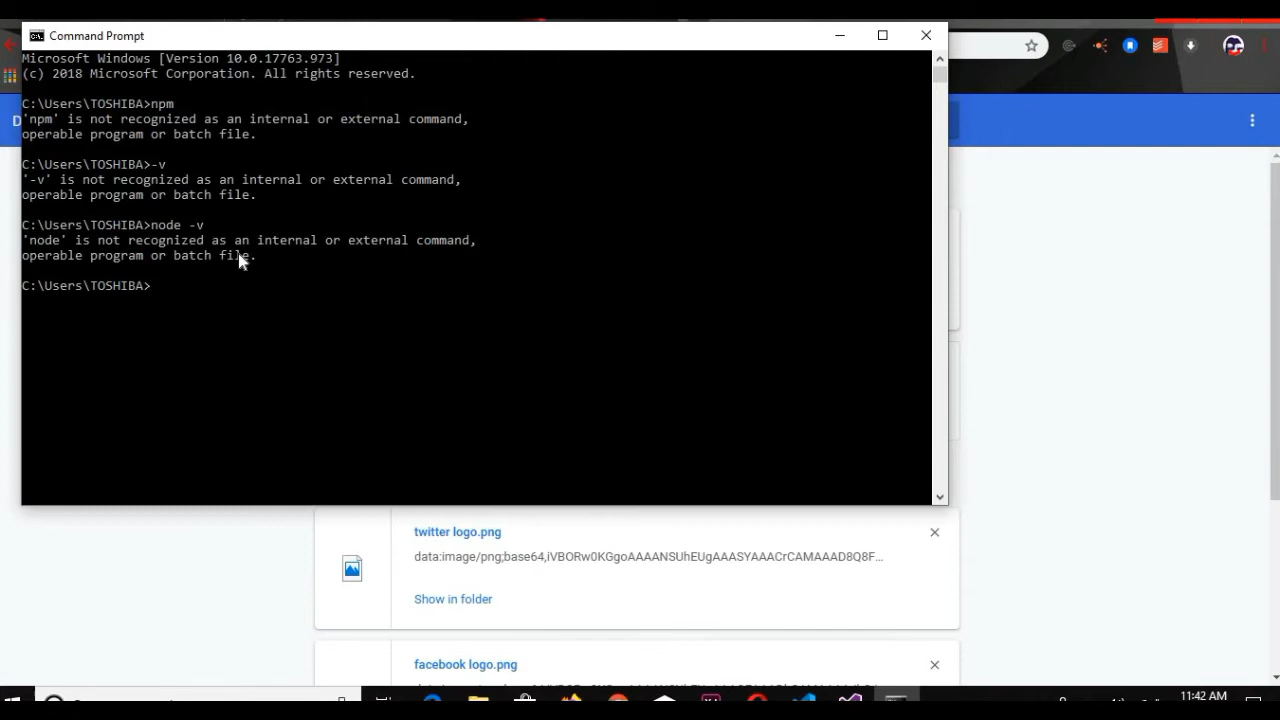 Command Prompt
Microsoft Windows [Version 10.0.17763.973]
(c) 2018 Microsoft Corporation. All rights reserved.
C:\Users\TOSHIBA>npm
'npm' is not recognized as an internal or external command,
operable program or batch file.
C:\Users\TOSHIBA>-v
'-v' is not recognized as an internal or external command,
operable program or batch file.
C:\Users\TOSHIBA>node -v
'node' is not recognized as an internal or external command,
operable program or batch file.
C:\Users\TOSHIBA>
twitter logo.png
data:image/png;base64,iVBORw0KGgoAAAANSUhEUgAAASYAAACrCAMAAAD8Q8F...
Show in folder
facebook logo.png
11:42 AM